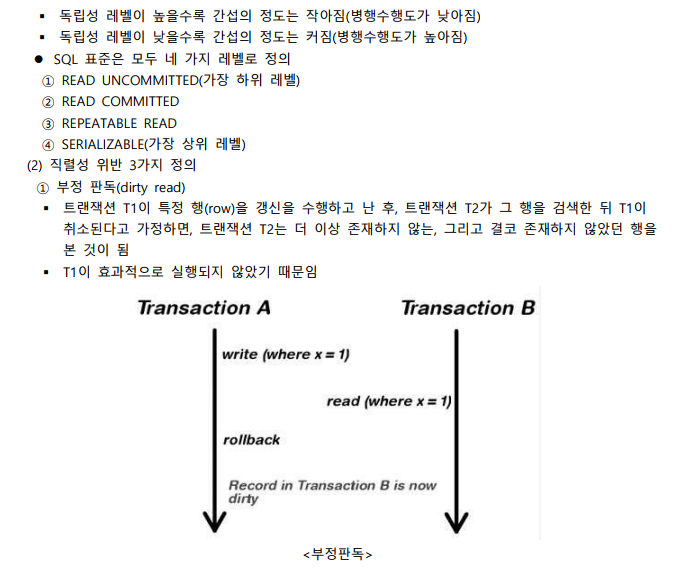 ▪ 독립성 레벨이 높을수록 간섭의 정도는 작아짐(병행수행도가 낮아짐)
▪ 독립성 레벨이 낮을수록 간섭의 정도는 커짐(병행수행도가 높아짐)
● SQL 표준은 모두 네 가지 레벨로 정의
① READ UNCOMMITTED(가장 하위 레벨)
② READ COMMITTED
③ REPEATABLE READ
④ SERIALIZABLE(가장 상위 레벨)
(2) 직렬성 위반 3가지 정의
① 부정 판독(dirty read)
▪ 트랜잭션 T1이 특정 행(row)을 갱신을 수행하고 난 후, 트랜잭션 T2가 그 행을 검색한 뒤 T1이
취소된다고 가정하면, 트랜잭션 T2는 더 이상 존재하지 않는, 그리고 결코 존재하지 않았던 행을
본 것이 됨
▪ T1이 효과적으로 실행되지 않았기 때문임
Transaction A Transaction B
write (where x = 1)
read (where x = 1)
rollback
Record in Transaction B is now
dirty
<부정판독>